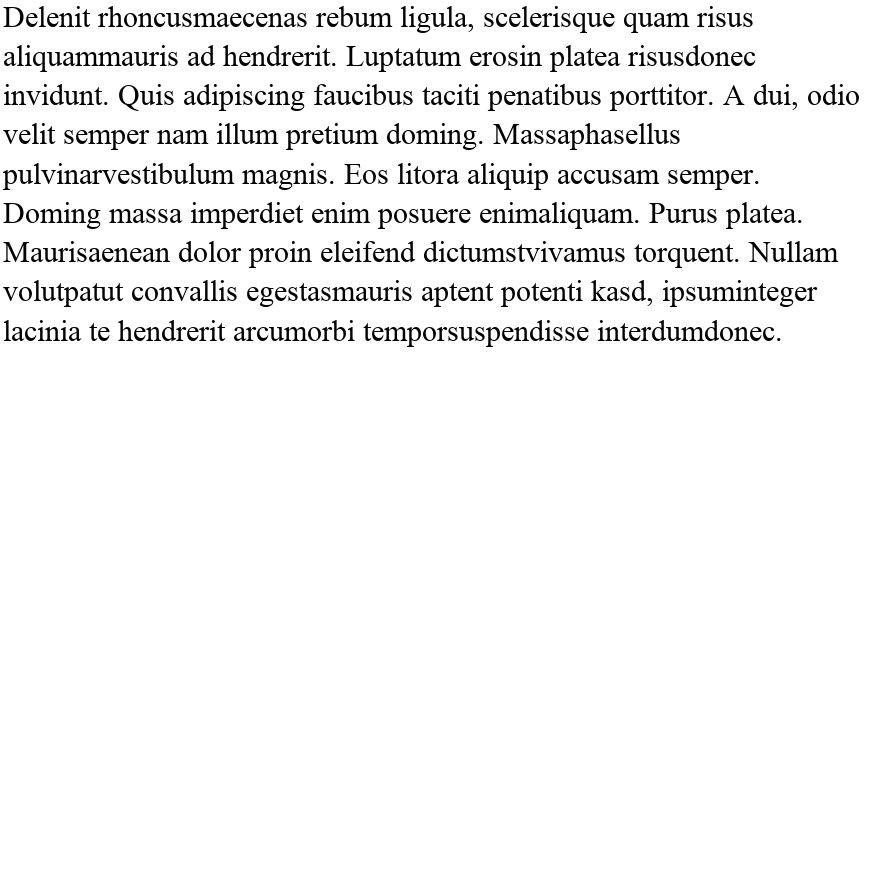 Delenit rhoncusmaecenas rebum ligula, scelerisque quam risus
aliquammauris ad hendrerit. Luptatum erosin platea risusdonec
invidunt. Quis adipiscing faucibus taciti penatibus porttitor. A dui, odio
velit semper nam illum pretium doming. Massaphasellus
pulvinarvestibulum magnis. Eos litora aliquip accusam semper.
Doming massa imperdiet enim posuere enimaliquam. Purus platea.
Maurisaenean dolor proin eleifend dictumstvivamus torquent. Nullam
volutpatut convallis egestasmauris aptent potenti kasd, ipsuminteger
lacinia te hendrerit arcumorbi temporsuspendisse interdumdonec.